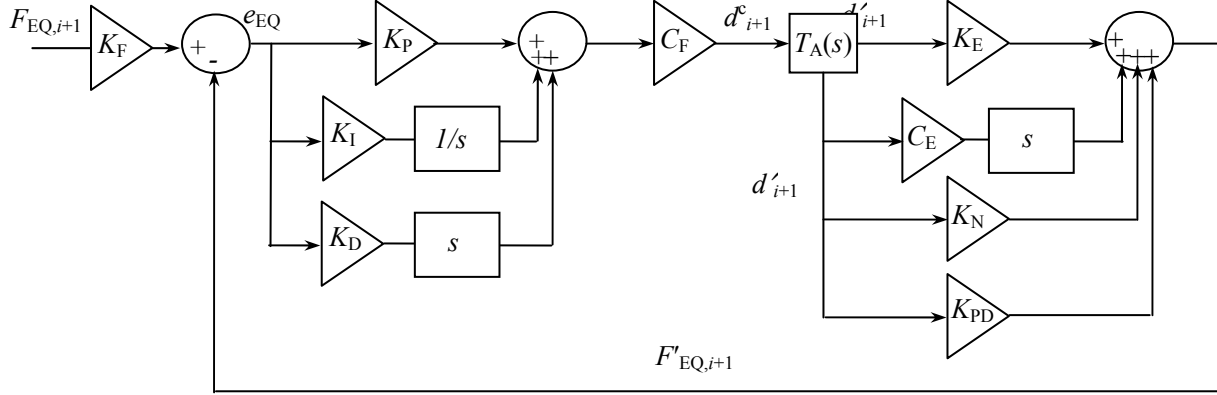 F_EQ,i+1
K_F
+
-
e_EQ
K_P
+
++
C_F
d^c_i+1
T_A(s)
d′_i+1
K_E
+
+++
K_I
1/s
C_E
s
d′_i+1
K_D
s
K_N
K_PD
F′_EQ,i+1